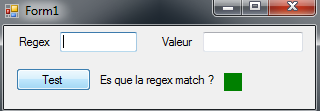 Form1
Regex Valeur
Test Es que la regex match ?